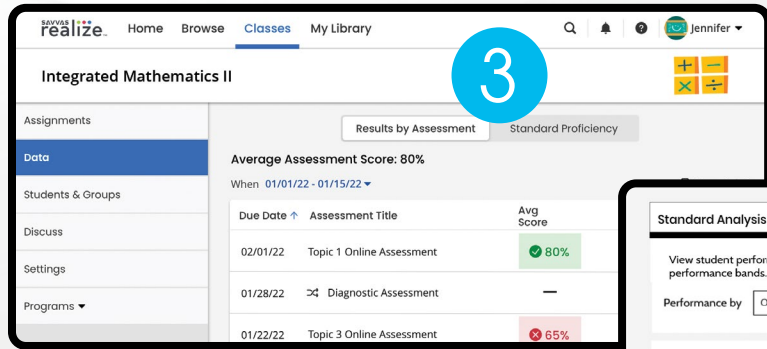 SAVVAS
realize™ Home Browse Classes My Library Jennifer
Integrated Mathematics II
3
Assignments
Data
Students & Groups
Discuss
Settings
Programs
Results by Assessment Standard Proficiency
Average Assessment Score: 80%
When 01/01/22 - 01/15/22
Due Date Assessment Title Avg Score
02/01/22 Topic 1 Online Assessment 80%
01/28/22 Diagnostic Assessment —
01/22/22 Topic 3 Online Assessment 65%
Standard Analysis
View student
performance bands.
Performance by